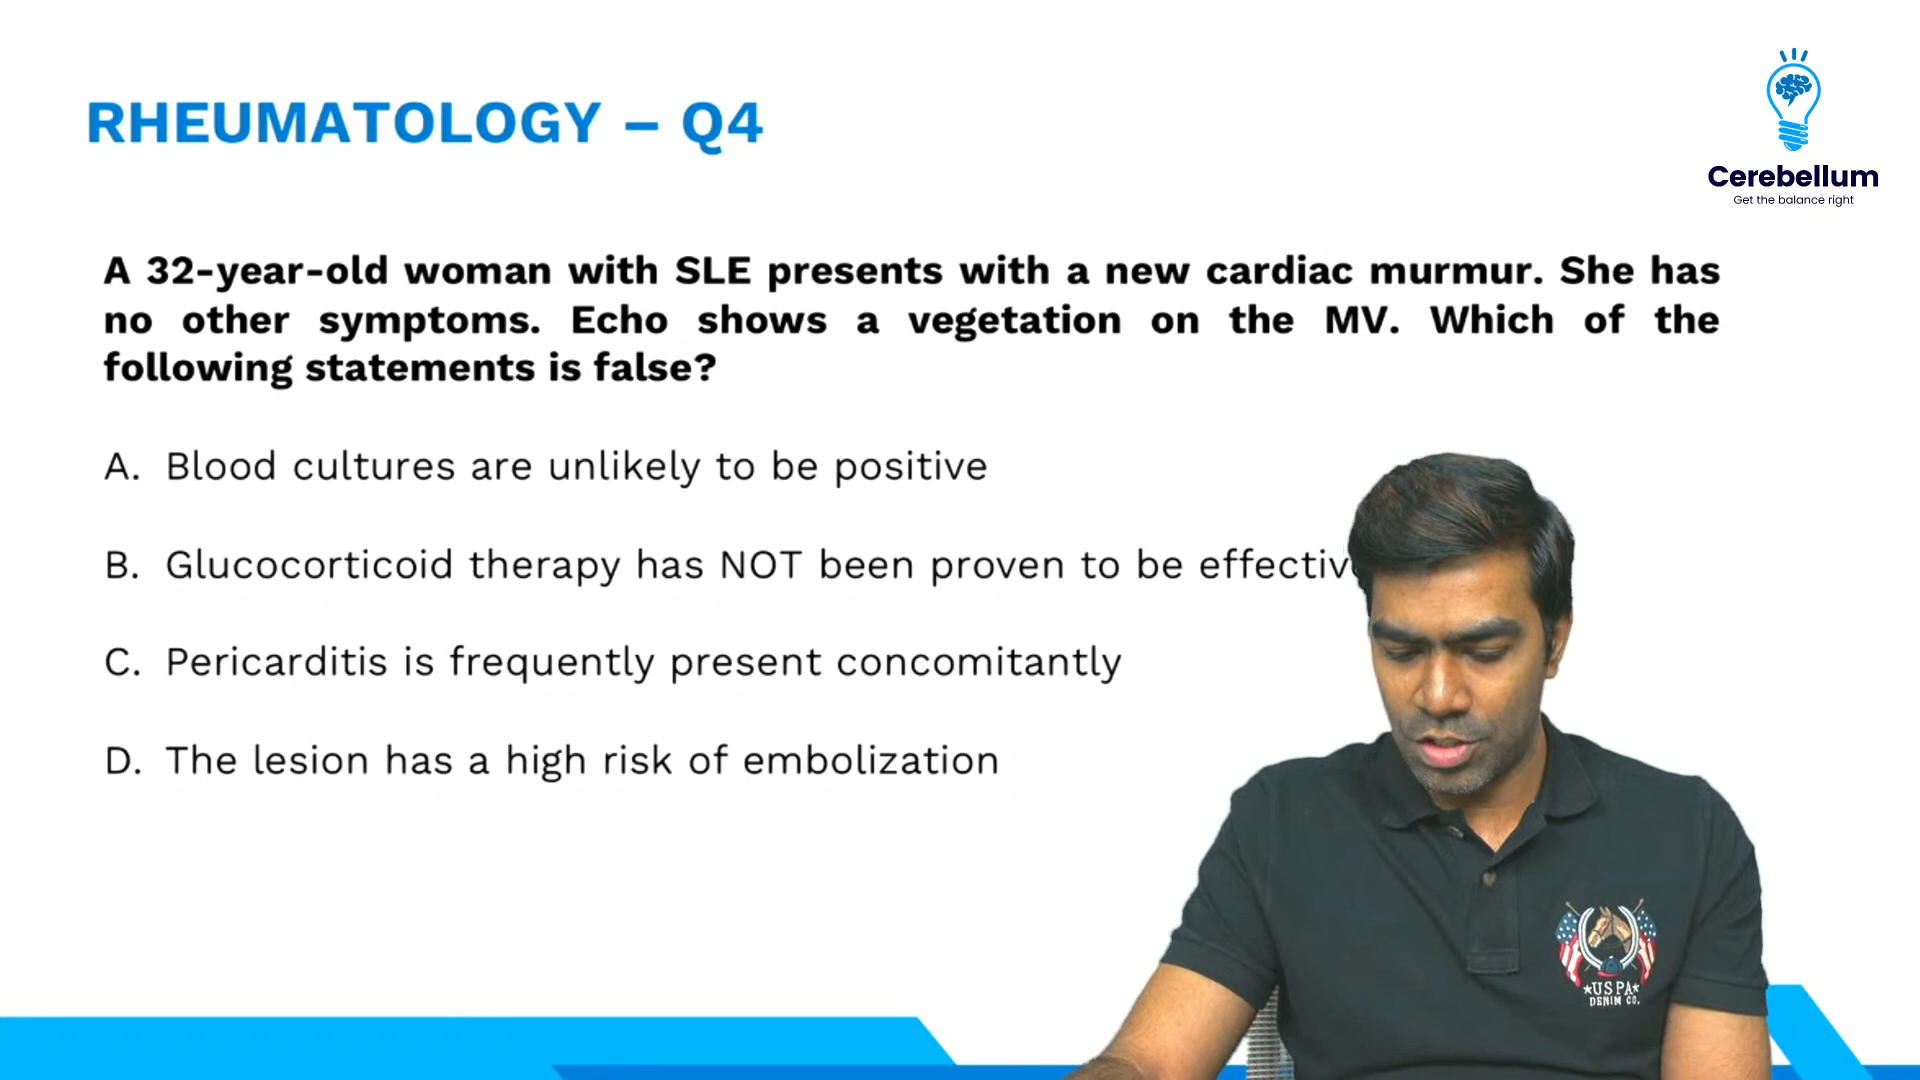 RHEUMATOLOGY – Q4
Cerebellum
Get the balance right
A 32-year-old woman with SLE presents with a new cardiac murmur. She has
no other symptoms. Echo shows a vegetation on the MV. Which of the
following statements is false?
A. Blood cultures are unlikely to be positive
B. Glucocorticoid therapy has NOT been proven to be
C. Pericarditis is frequently present concomitantly
D. The lesion has a high risk of embolization
★USPA★
DENIM CO.